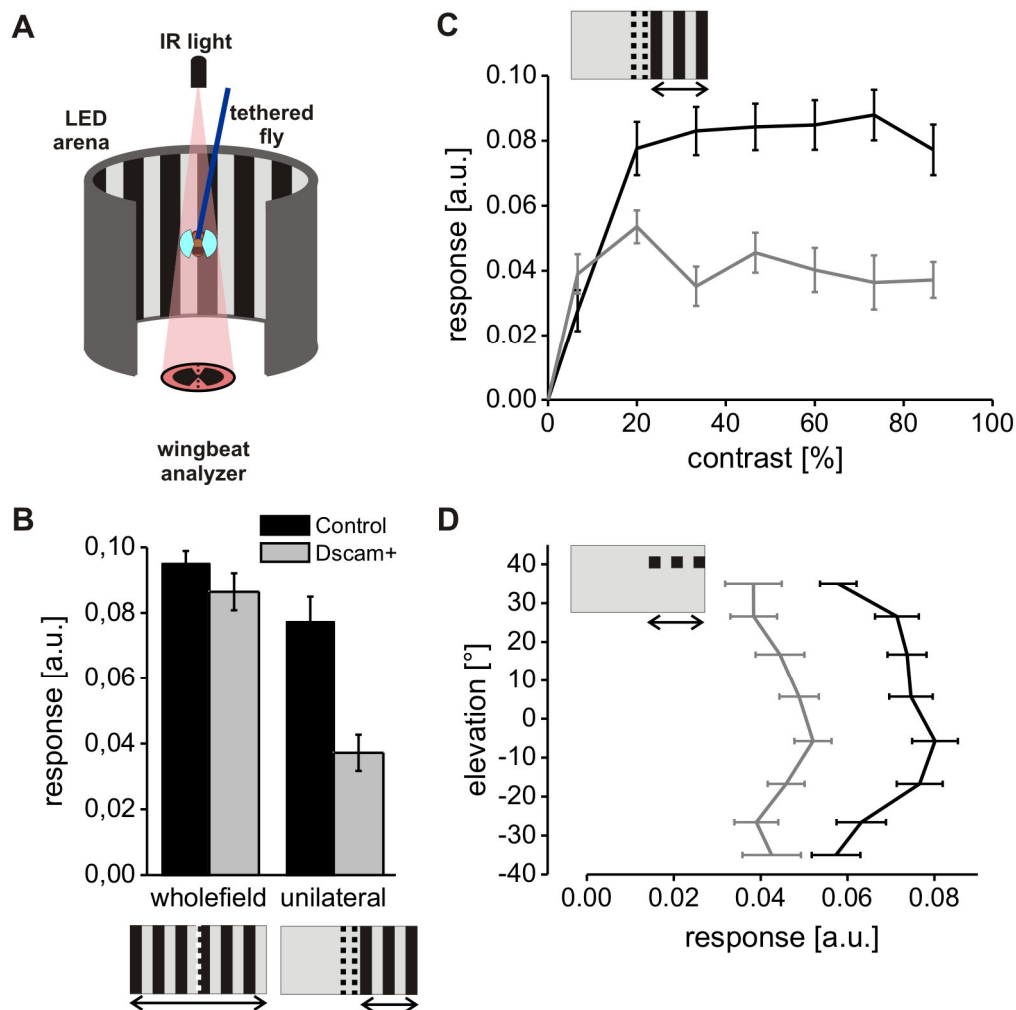 A
IR light
LED
arena
tethered
fly
wingbeat
analyzer
B
Control
Dscam+
0,10
0,08
0,06
0,04
0,02
0,00
response [a.u.]
wholefield
unilateral
C
0.10
0.08
0.06
0.04
0.02
0.00
response [a.u.]
0
20
40
60
80
100
contrast [%]
D
40
30
20
10
0
-10
-20
-30
-40
elevation [°]
0.00
0.02
0.04
0.06
0.08
response [a.u.]